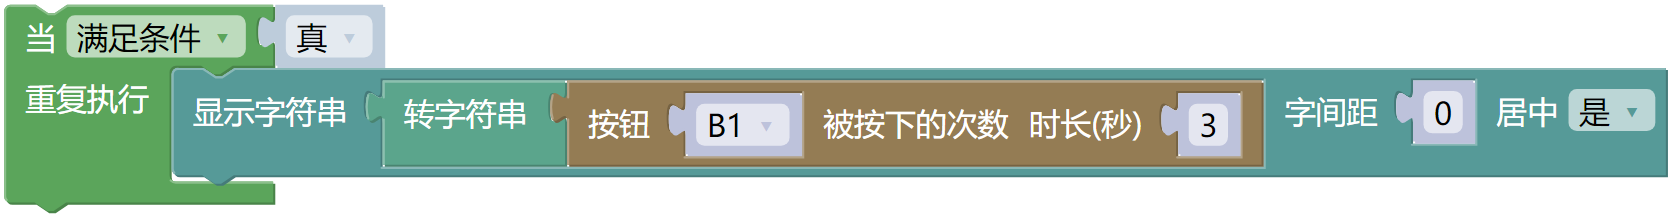 当 满足条件 真
重复执行 显示字符串 转字符串 按钮 B1 被按下的次数 时长(秒) 3 字间距 0 居中 是